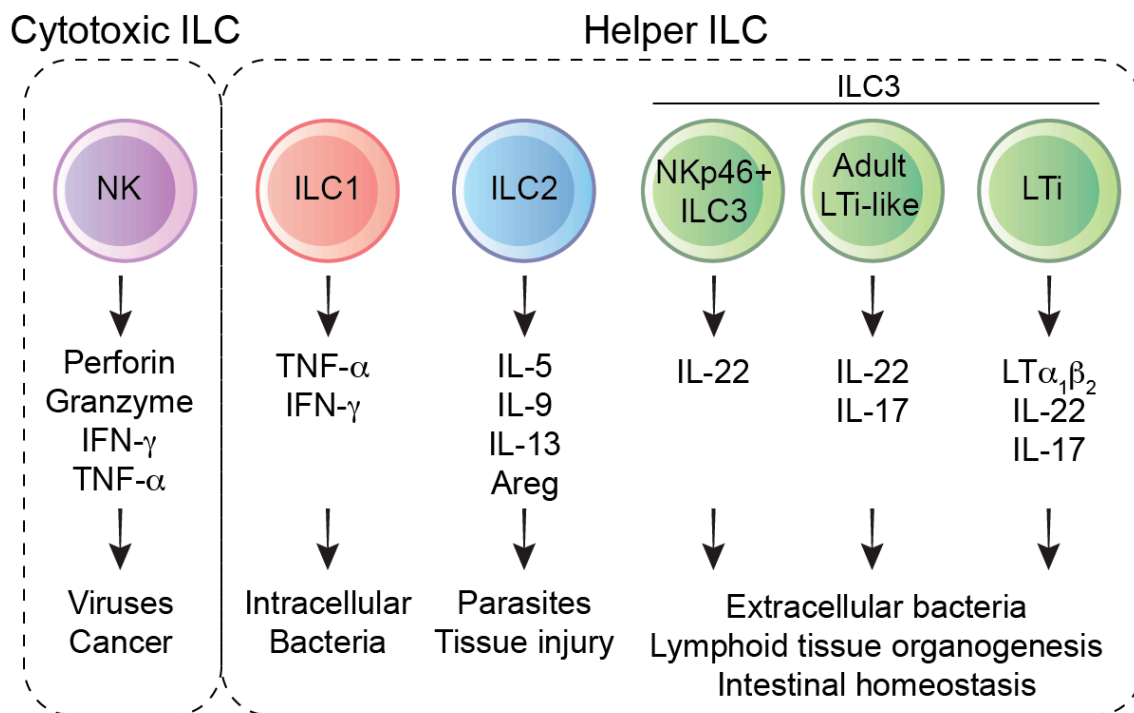 Cytotoxic ILC
Helper ILC
ILC3
NK
ILC1
ILC2
NKp46+
ILC3
Adult
LTi-like
LTi
Perforin
Granzyme
IFN-γ
TNF-α
TNF-α
IFN-γ
IL-5
IL-9
IL-13
Areg
IL-22
IL-22
IL-17
LTα₁β₂
IL-22
IL-17
Viruses
Cancer
Intracellular
Bacteria
Parasites
Tissue injury
Extracellular bacteria
Lymphoid tissue organogenesis
Intestinal homeostasis